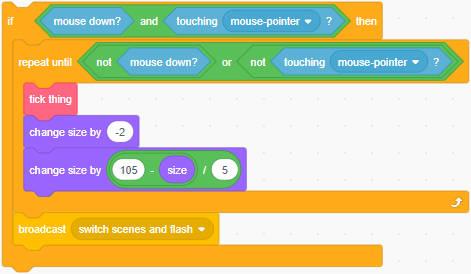 if mouse down? and touching mouse-pointer ? then
repeat until not mouse down? or not touching mouse-pointer ?
tick thing
change size by -2
change size by 105 - size / 5
broadcast switch scenes and flash